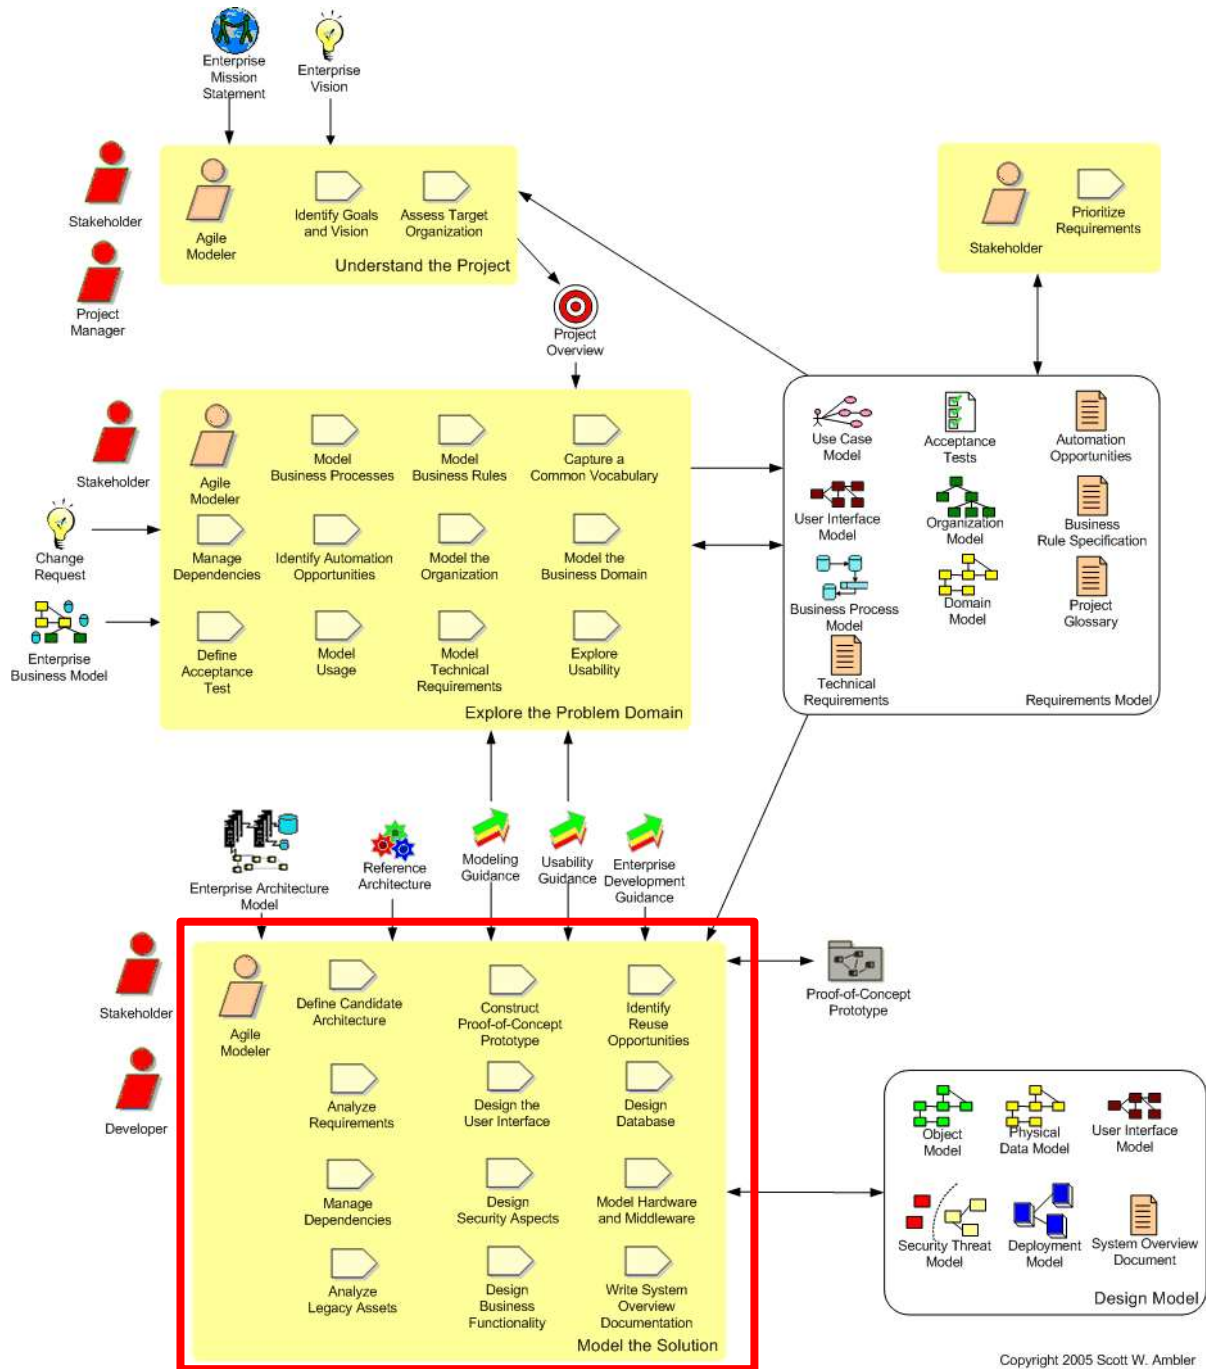 Enterprise
Mission
Statement
Enterprise
Vision
Stakeholder
Project
Manager
Agile
Modeler
Identify Goals
and Vision
Assess Target
Organization
Understand the Project
Stakeholder
Prioritize
Requirements
Project
Overview
Stakeholder
Change
Request
Enterprise
Business Model
Agile
Modeler
Model
Business Processes
Model
Business Rules
Capture a
Common Vocabulary
Manage
Dependencies
Identify Automation
Opportunities
Model the
Organization
Model the
Business Domain
Define
Acceptance
Test
Model
Usage
Model
Technical
Requirements
Explore
Usability
Explore the Problem Domain
Use Case
Model
Acceptance
Tests
Automation
Opportunities
User Interface
Model
Organization
Model
Business
Rule Specification
Business Process
Model
Domain
Model
Project
Glossary
Technical
Requirements
Requirements Model
Enterprise Architecture
Model
Reference
Architecture
Modeling
Guidance
Usability
Guidance
Enterprise
Development
Guidance
Stakeholder
Developer
Agile
Modeler
Define Candidate
Architecture
Construct
Proof-of-Concept
Prototype
Identify
Reuse
Opportunities
Analyze
Requirements
Design the
User Interface
Design
Database
Manage
Dependencies
Design
Security Aspects
Model Hardware
and Middleware
Analyze
Legacy Assets
Design
Business
Functionality
Write System
Overview
Documentation
Model the Solution
Proof-of-Concept
Prototype
Object
Model
Physical
Data Model
User Interface
Model
Security Threat
Model
Deployment
Model
System Overview
Document
Design Model
Copyright 2005 Scott W. Ambler